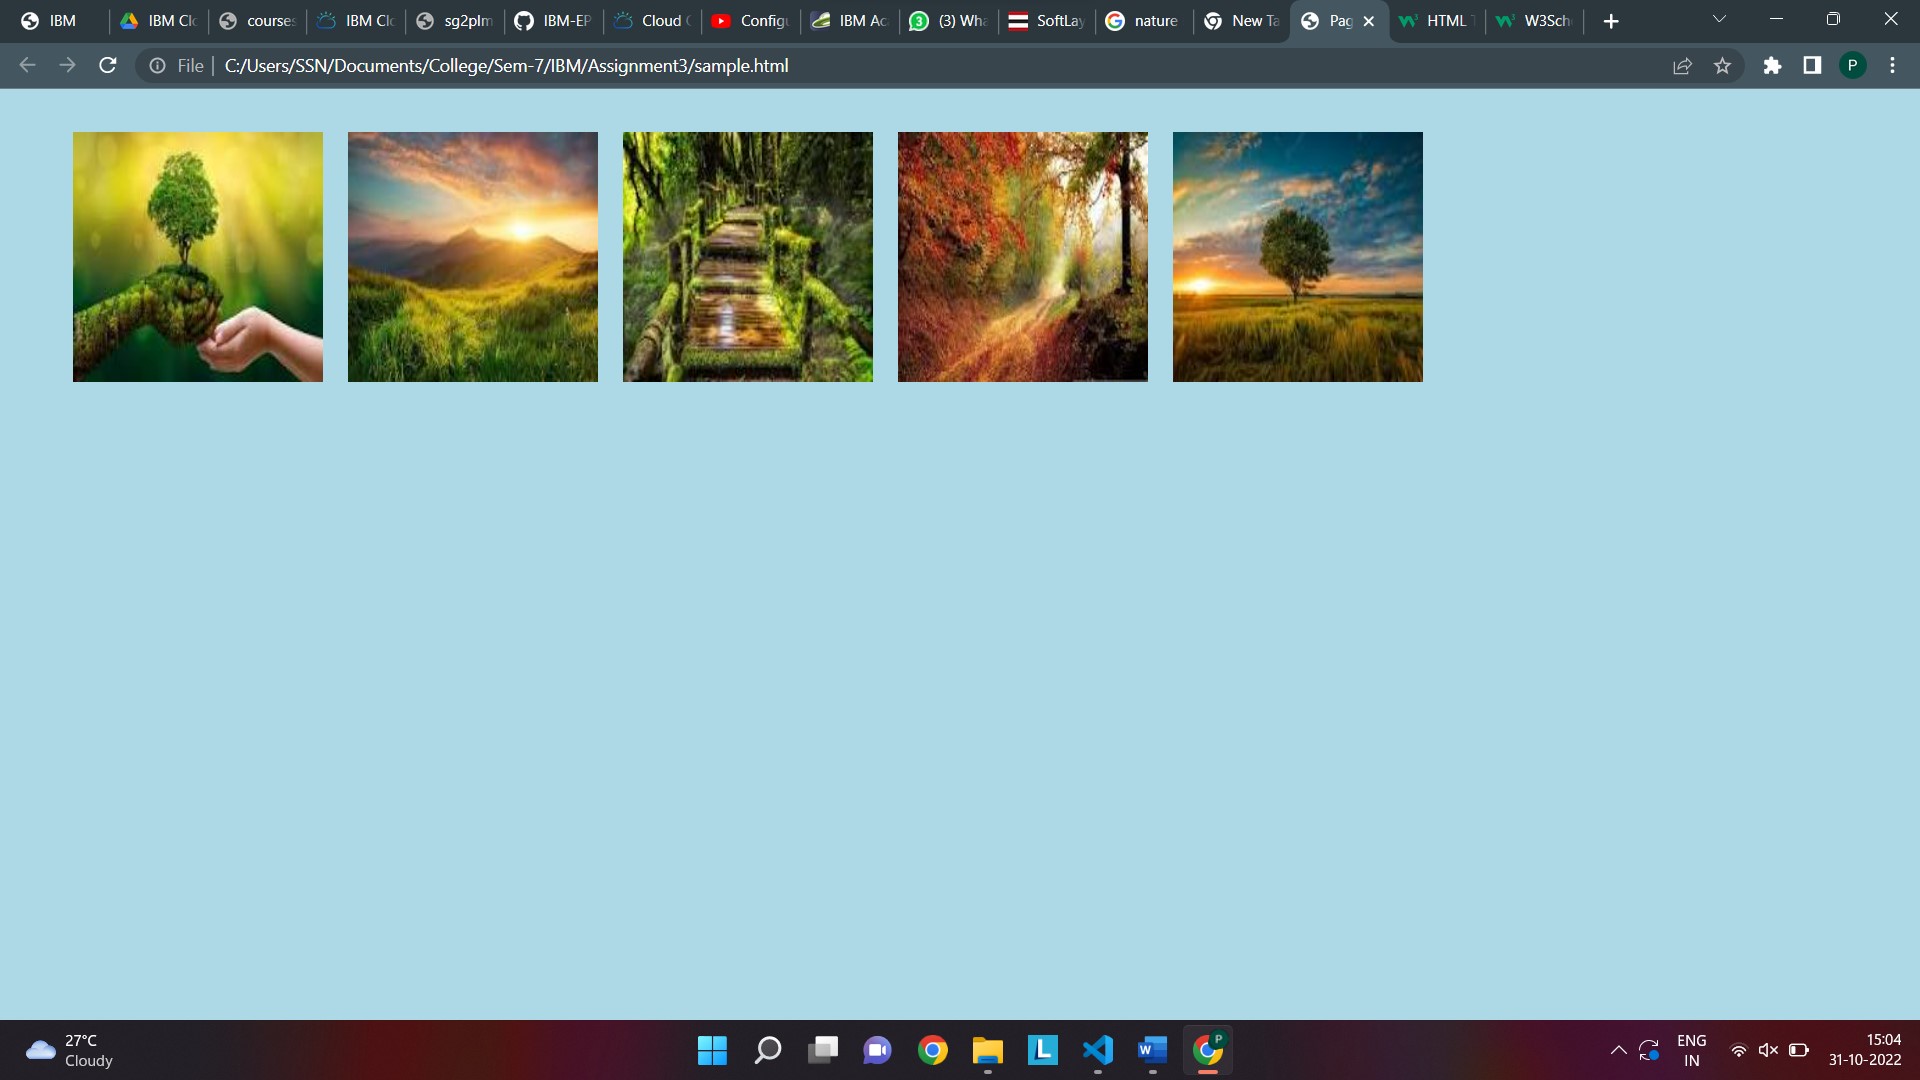 IBM
IBM Clo
courses
IBM Clo
sg2plm
IBM-EP
Cloud
Configu
IBM Ac
(3) Wha
SoftLay
nature
New Ta
Pag
HTML
W3Sch
File
C:/Users/SSN/Documents/College/Sem-7/IBM/Assignment3/sample.html
P
27°C
Cloudy
L
W
P
ENG
IN
15:04
31-10-2022